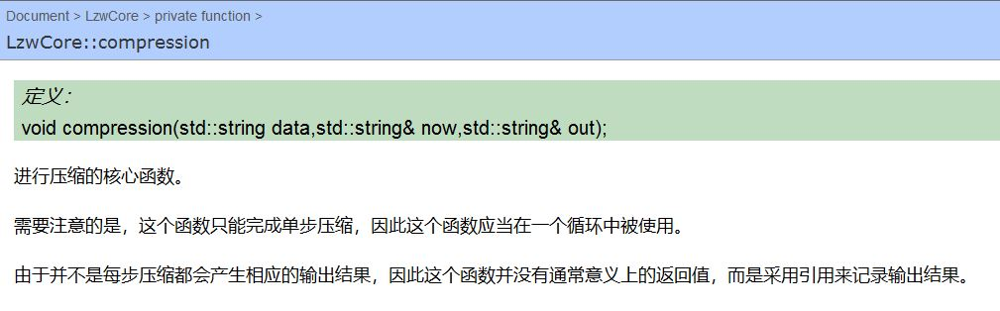 Document > LzwCore > private function >
LzwCore::compression
定义：
void compression(std::string data,std::string& now,std::string& out);
进行压缩的核心函数。
需要注意的是，这个函数只能完成单步压缩，因此这个函数应当在一个循环中被使用。
由于并不是每步压缩都会产生相应的输出结果，因此这个函数并没有通常意义上的返回值，而是采用引用来记录输出结果。